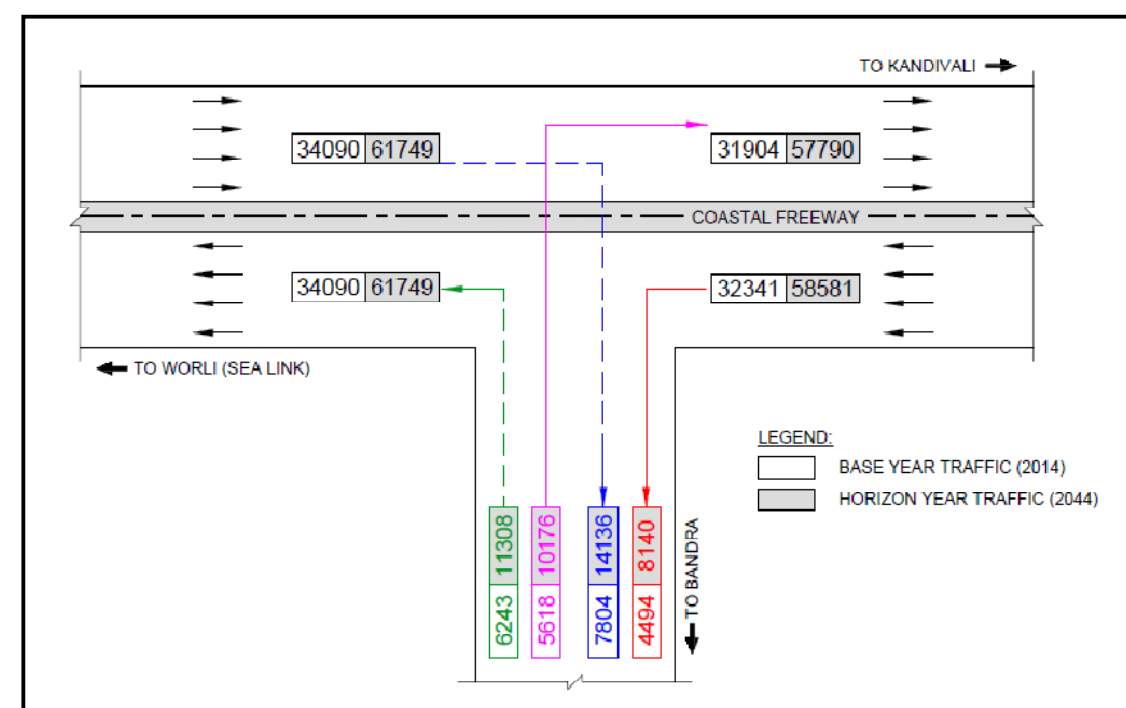 TO KANDIVALI
34090 61749
31904 57790
COASTAL FREEWAY
34090 61749
32341 58581
TO WORLI (SEA LINK)
LEGEND:
BASE YEAR TRAFFIC (2014)
HORIZON YEAR TRAFFIC (2044)
6243 11308
5618 10176
7804 14136
4494 8140
TO BANDRA